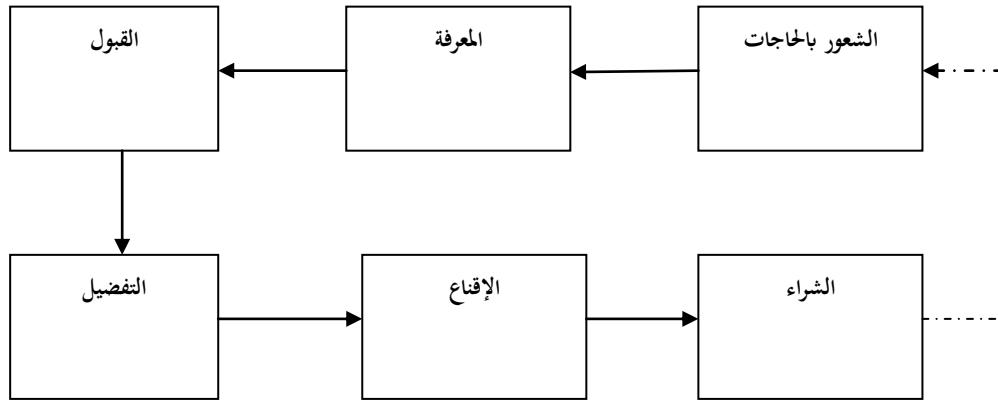 الشعور بالحاجات
المعرفة
القبول
التفضيل
الإقناع
الشراء